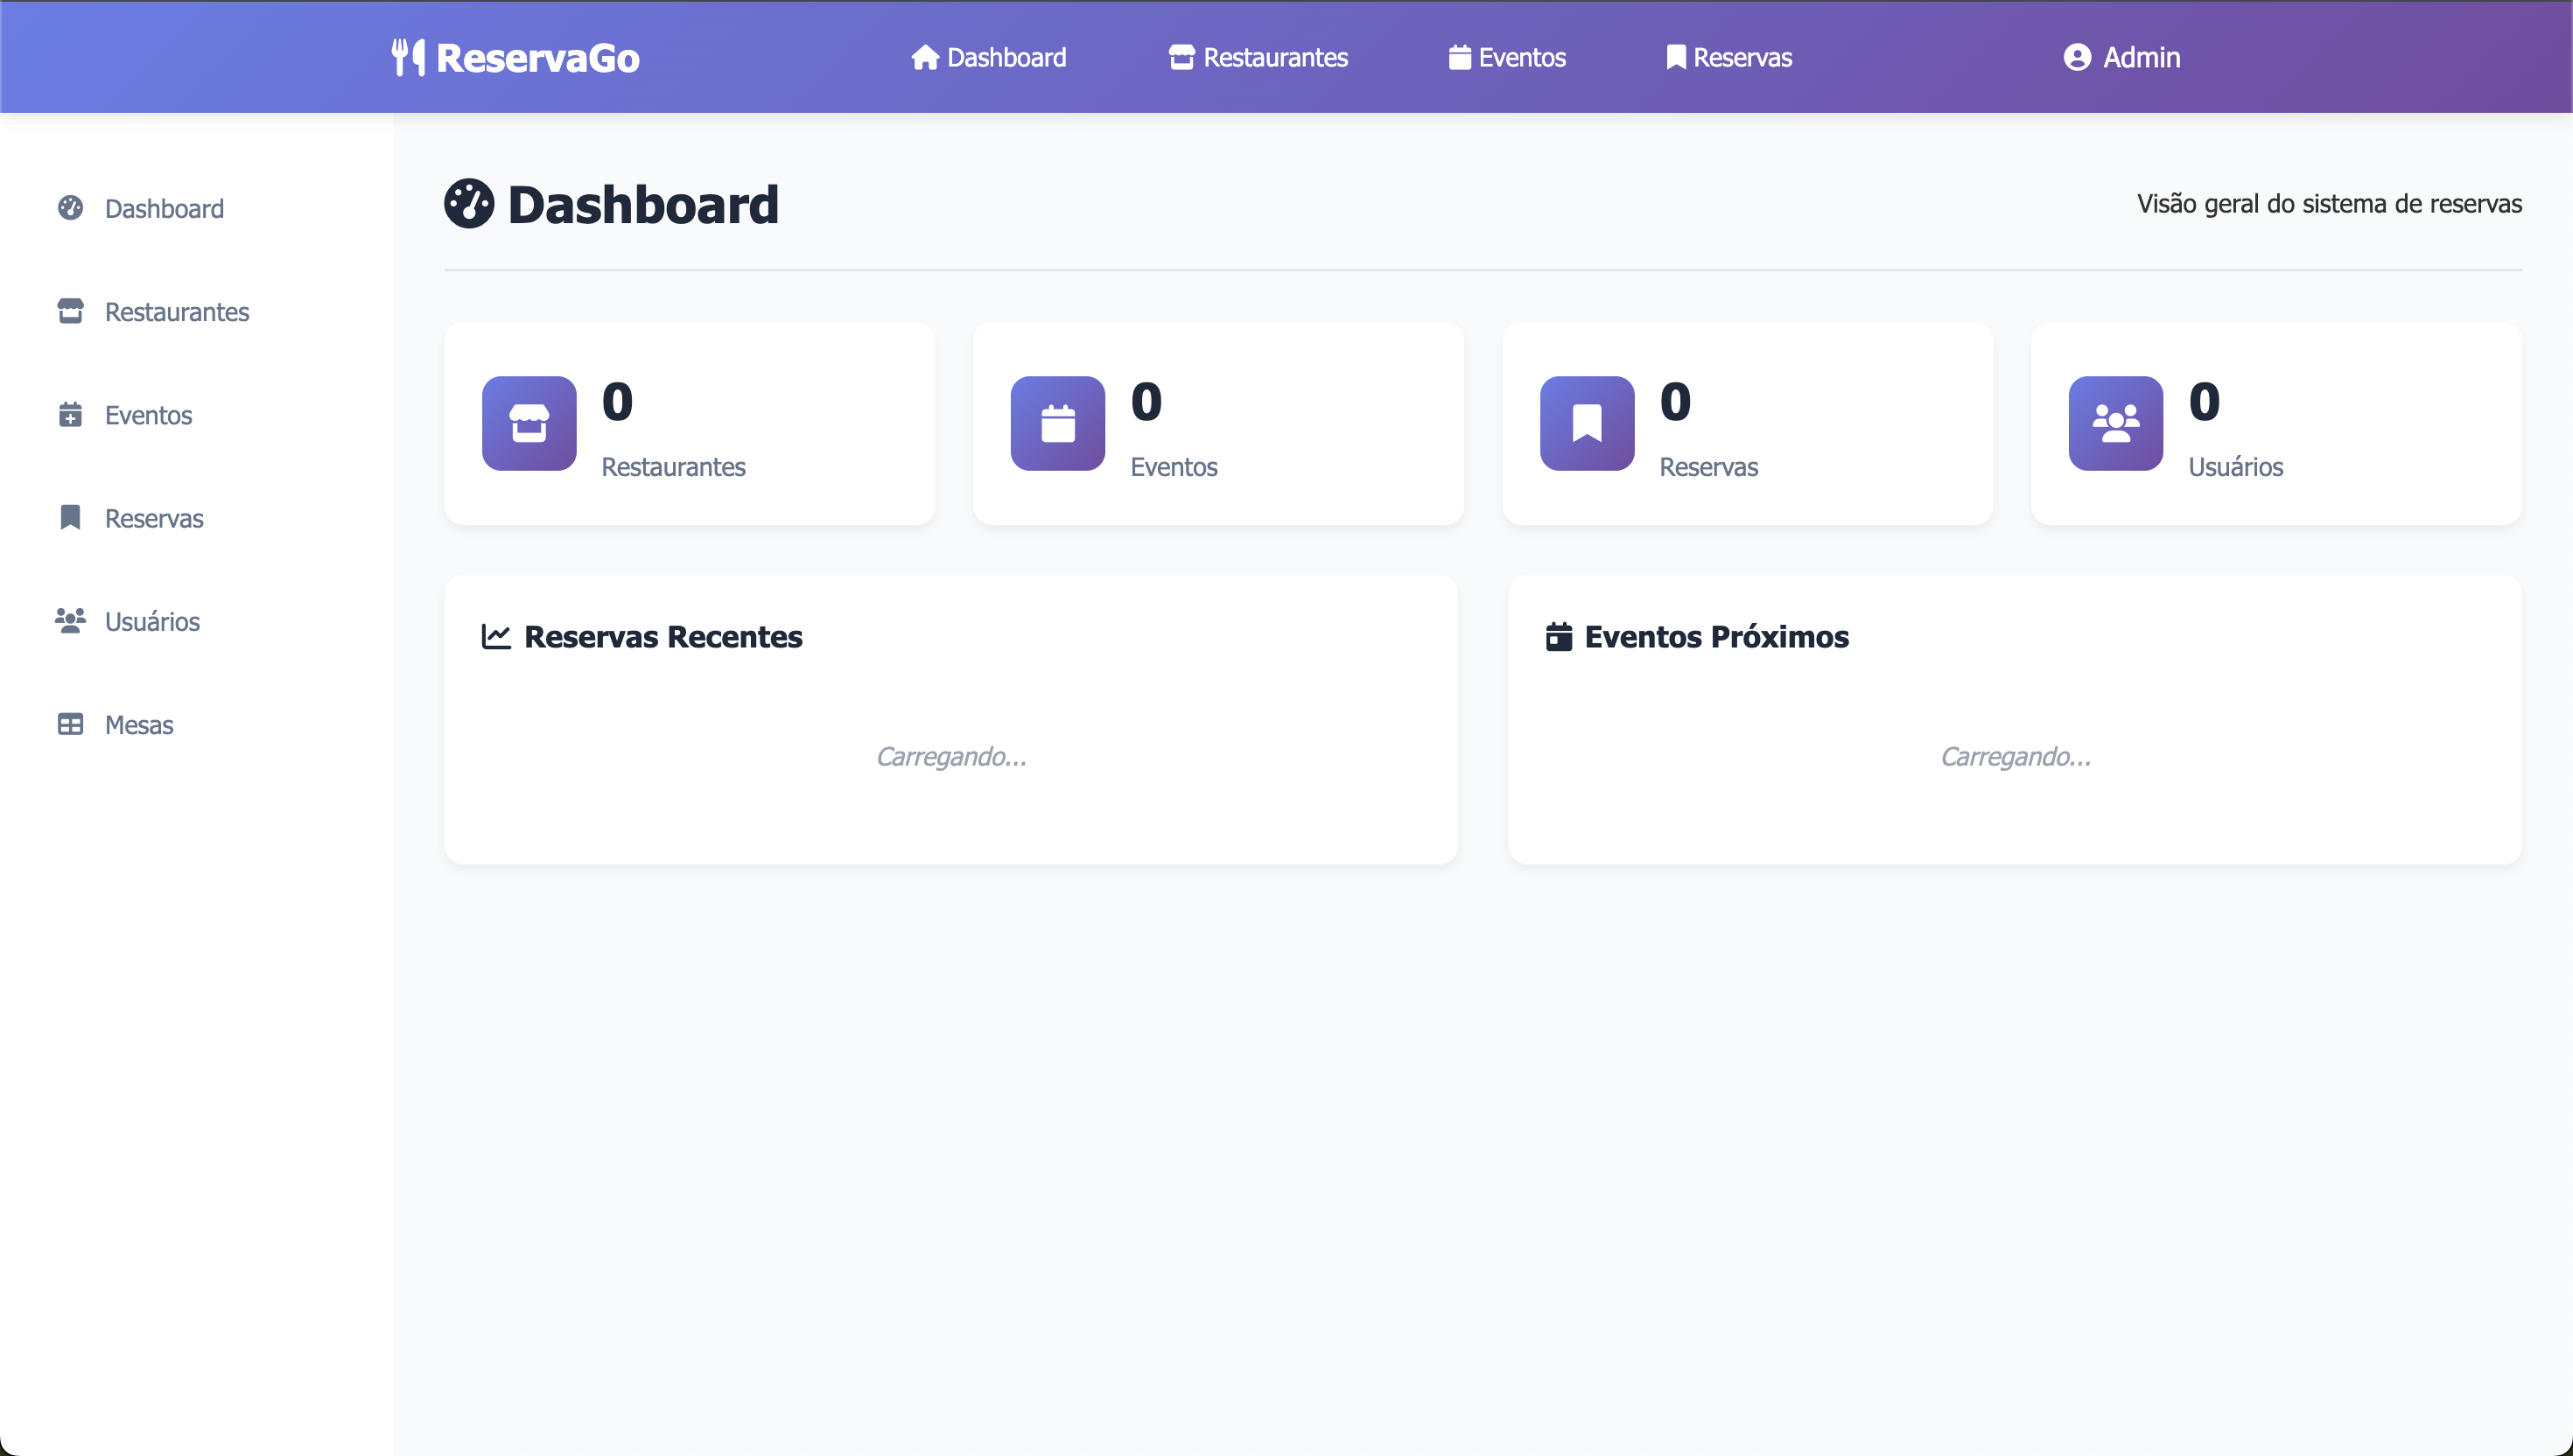 ReservaGo
Dashboard
Restaurantes
Eventos
Reservas
Admin
Dashboard
Restaurantes
Eventos
Reservas
Usuários
Mesas
Dashboard
Visão geral do sistema de reservas
0
Restaurantes
0
Eventos
0
Reservas
0
Usuários
Reservas Recentes
Carregando...
Eventos Próximos
Carregando...